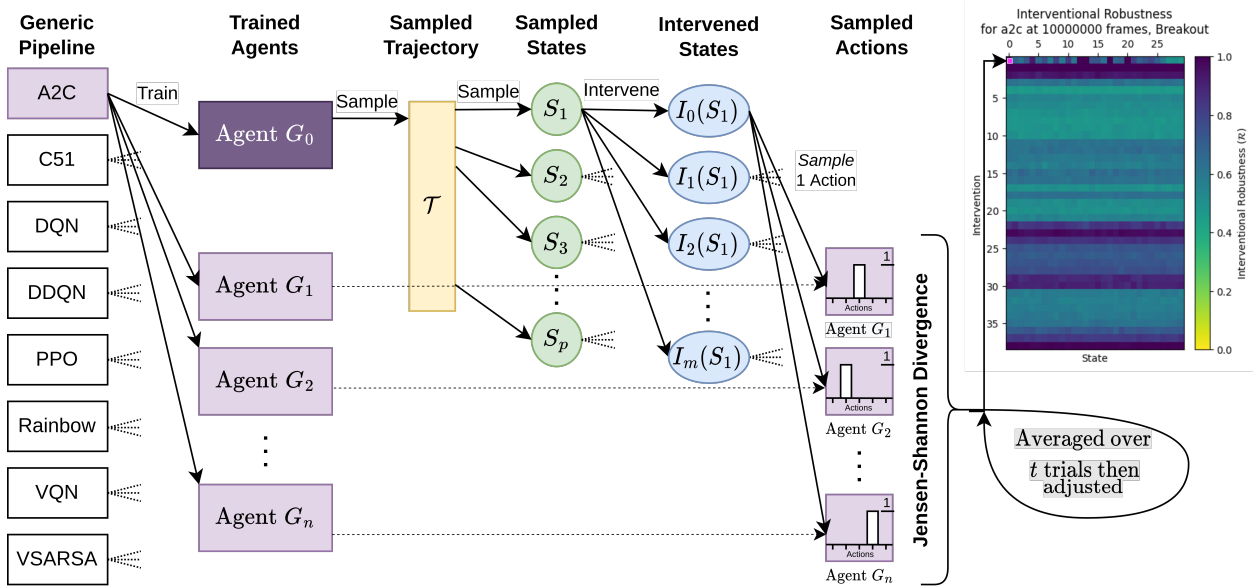 Generic
Pipeline
Trained
Agents
Sampled
Trajectory
Sampled
States
Intervened
States
Sampled
Actions
A2C
C51
DQN
DDQN
PPO
Rainbow
VQN
VSARSA
Train
Agent G₀
Agent G₁
Agent G₂
Agent Gₙ
Sample
𝒯
Sample
S₁
S₂
S₃
Sₚ
Intervene
I₀(S₁)
I₁(S₁)
I₂(S₁)
Iₘ(S₁)
Sample
1 Action
1
Actions
Agent G₁
1
Actions
Agent G₂
1
Actions
Agent Gₙ
Jensen-Shannon Divergence
Averaged over
t trials then
adjusted
Interventional Robustness
for a2c at 10000000 frames, Breakout
0 5 10 15 20 25
5
10
15
20
25
30
35
Intervention
State
1.0
0.8
0.6
0.4
0.2
0.0
Interventional Robustness (ℛ)